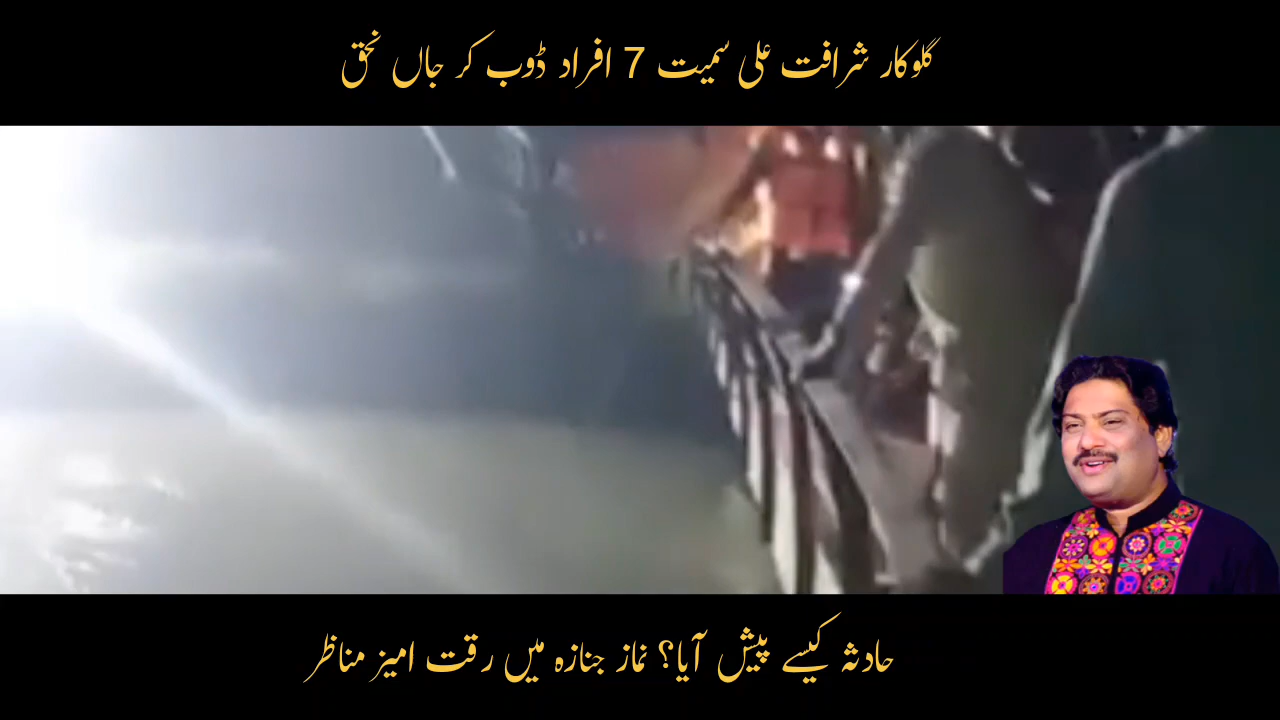 گلوکار شرافت علی سمیت 7 افراد ڈوب کر جاں نحق
حادثہ کیسے پیش آیا؟ نماز جنازہ میں رقت امیز مناظر